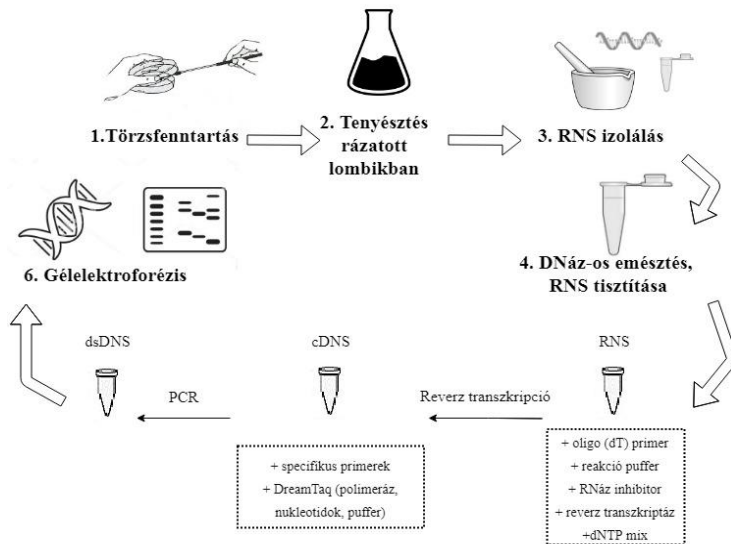 1.Törzsfenntartás
2. Tenyésztés
rázatott
lombikban
3. RNS izolálás
4. DNáz-os emésztés,
RNS tisztítása
6. Gélelektroforézis
dsDNS
cDNS
RNS
PCR
Reverz transzkripció
+ specifikus primerek
+ DreamTaq (polimeráz,
nukleotidok, puffer)
+ oligo (dT) primer
+ reakció puffer
+ RNáz inhibitor
+ reverz transzkriptáz
+dNTP mix